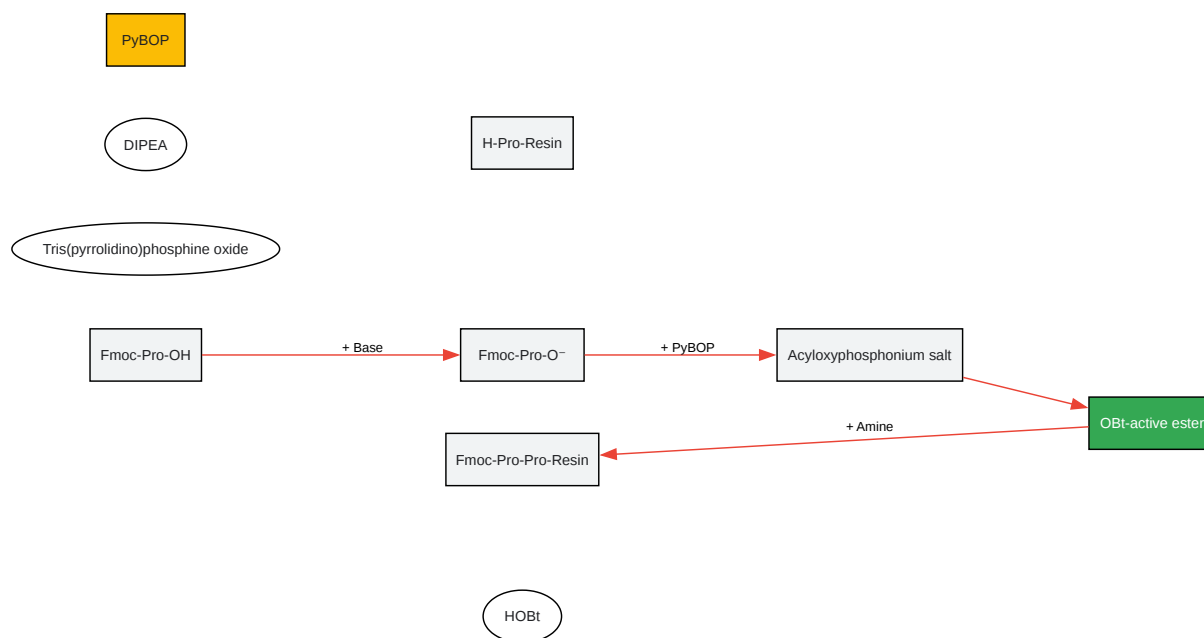 PyBOP
DIPEA
H-Pro-Resin
Tris(pyrrolidino)phosphine oxide
Fmoc-Pro-OH
+ Base
Fmoc-Pro-O⁻
+ PyBOP
Acyloxyphosphonium salt
OBt-active ester
+ Amine
Fmoc-Pro-Pro-Resin
HOBt